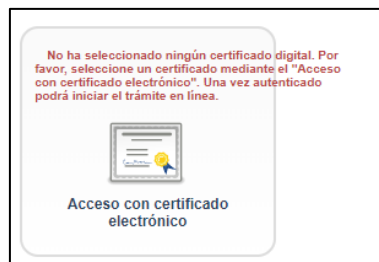 No ha seleccionado ningún certificado digital. Por
favor, seleccione un certificado mediante el "Acceso
con certificado electrónico". Una vez autenticado
podrá iniciar el trámite en línea.
Acceso con certificado
electrónico